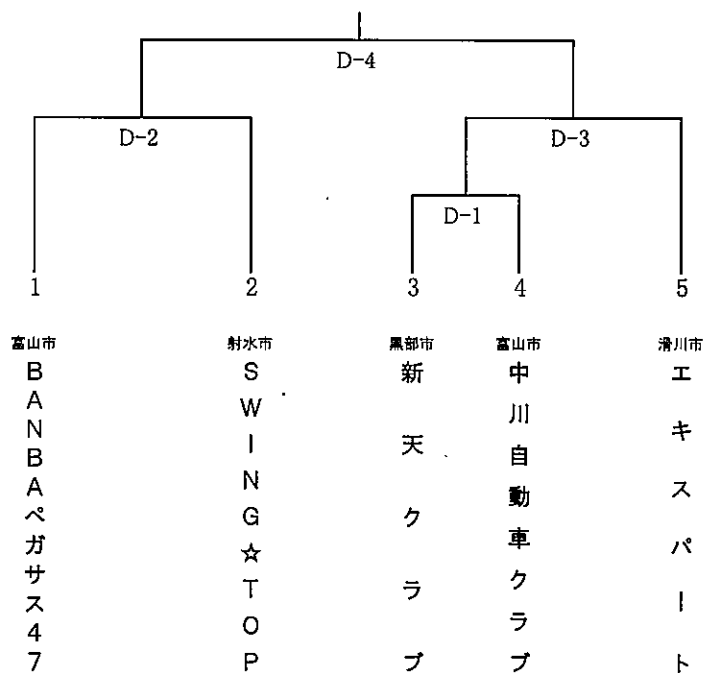 D-4
D-2
D-3
D-1
1
2
3
4
5
富山市
射水市
黒部市
富山市
滑川市
BANBAペガサス47
SWING☆TOP
新天クラブ
中川自動車クラブ
エキスパート